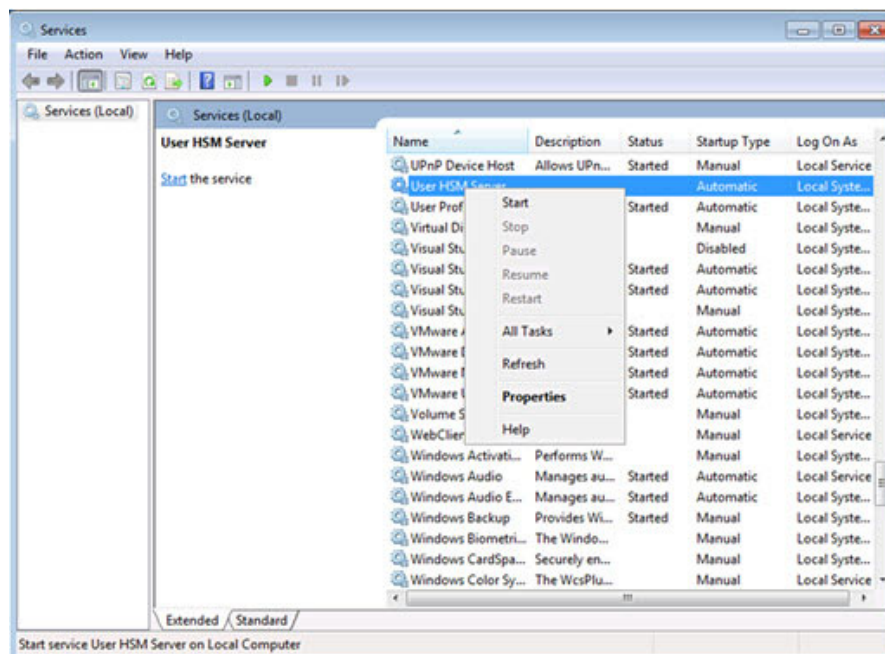 Services
File Action View Help
Services (Local)
Services (Local)
User HSM Server
Start the service
Name Description Status Startup Type Log On As
UPnP Device Host Allows UPn... Started Manual Local Service
User HSM Server Automatic Local Syste...
User Prof Started Automatic Local Syste...
Virtual Di Manual Local Syste...
Visual Stu Disabled Local Syste...
Visual Stu Started Automatic Local Syste...
Visual Stu Started Automatic Local Syste...
Visual Stu Manual Local Syste...
VMware Started Automatic Local Syste...
VMware Started Automatic Local Syste...
VMware Started Automatic Local Syste...
VMware Started Automatic Local Syste...
Volume S Manual Local Syste...
WebClien Manual Local Service
Windows Activati... Performs W... Manual Local Syste...
Windows Audio Manages au... Started Automatic Local Service
Windows Audio E... Manages au... Started Automatic Local Syste...
Windows Backup Provides Wi... Started Manual Local Syste...
Windows Biometri... The Windo... Manual Local Syste...
Windows CardSpa... Securely en... Manual Local Syste...
Windows Color Sy... The WcsPlu... Manual Local Service
Start
Stop
Pause
Resume
Restart
All Tasks
Refresh
Properties
Help
Extended Standard
Start service User HSM Server on Local Computer